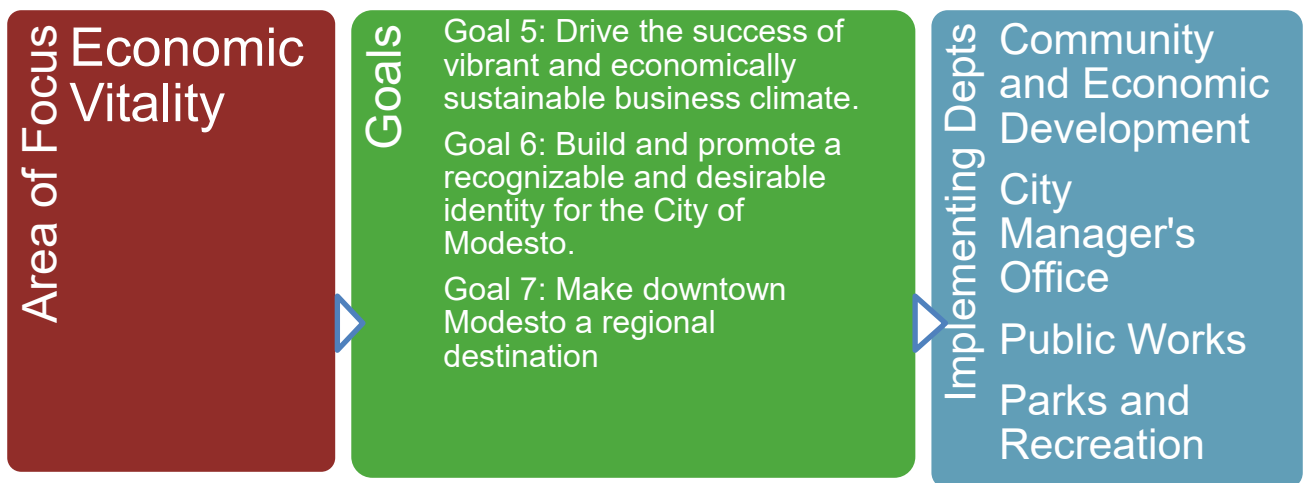 Area of Focus
Economic
Vitality
Goals
Goal 5: Drive the success of
vibrant and economically
sustainable business climate.
Goal 6: Build and promote a
recognizable and desirable
identity for the City of
Modesto.
Goal 7: Make downtown
Modesto a regional
destination
Implementing Depts
Community
and Economic
Development
City
Manager's
Office
Public Works
Parks and
Recreation